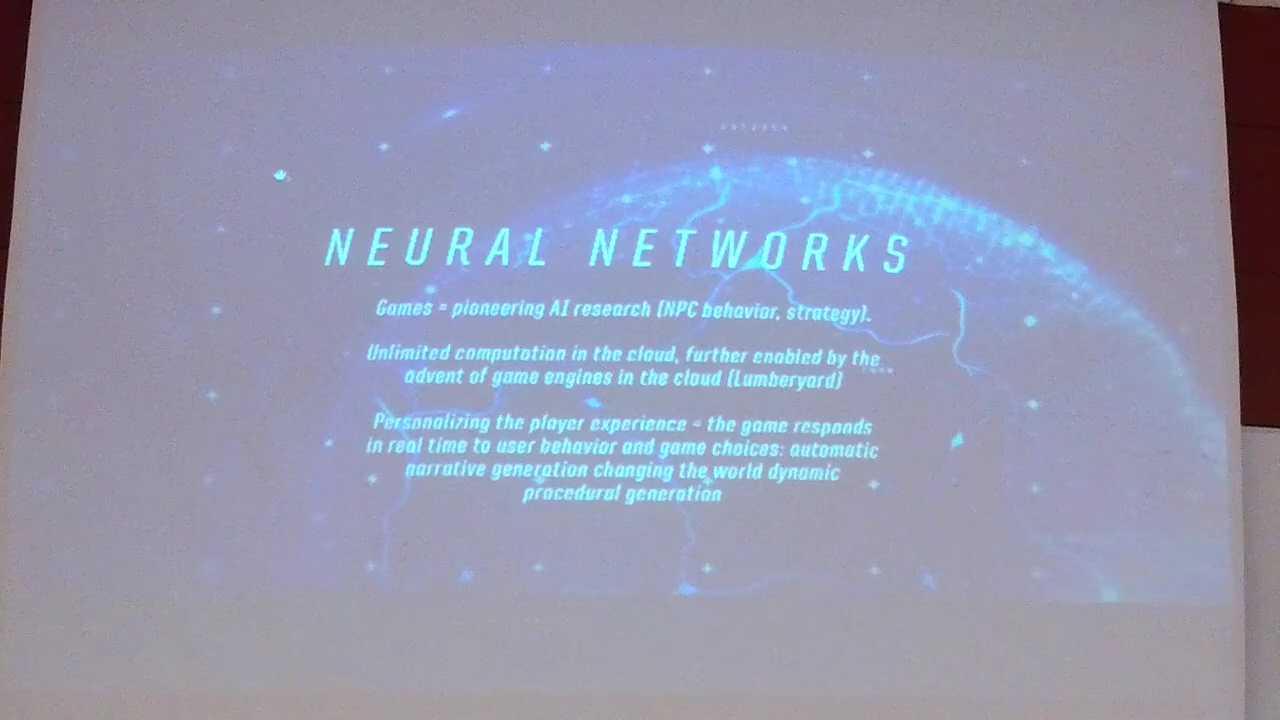 NEURAL NETWORKS
Games = pioneering AI research (NPC behavior, strategy).
Unlimited computation in the cloud, further enabled by the
advent of game engines in the cloud (Lumberyard)
Personalizing the player experience - the game responds
in real time to user behavior and game choices: automatic
narrative generation changing the world dynamic
procedural generation